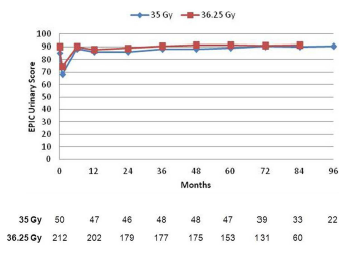 35 Gy 36.25 Gy
100
90
80
70
60
50
40
30
20
10
0
EPIC Urinary Score
0 12 24 36 48 60 72 84 96
Months
35 Gy 50 47 46 48 48 47 39 33 22
36.25 Gy 212 202 179 177 175 153 131 60